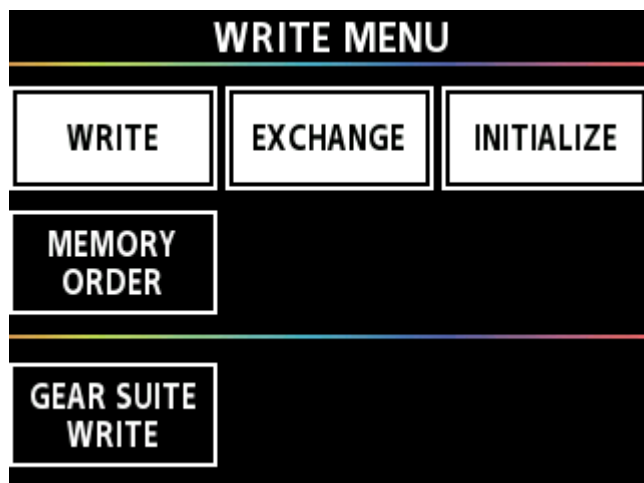 WRITE MENU
WRITE
EXCHANGE
INITIALIZE
MEMORY
ORDER
GEAR SUITE
WRITE